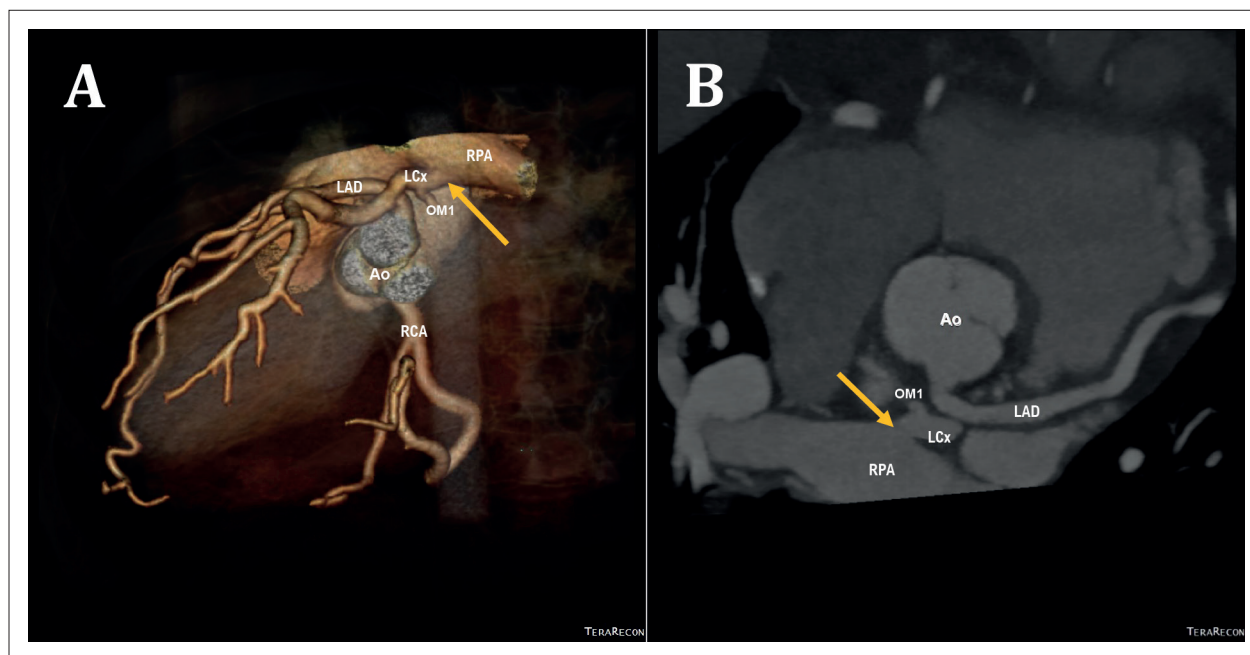 A
RPA
LCx
LAD
OM1
Ao
RCA
TERARECON
B
Ao
OM1
LAD
LCx
RPA
TERARECON